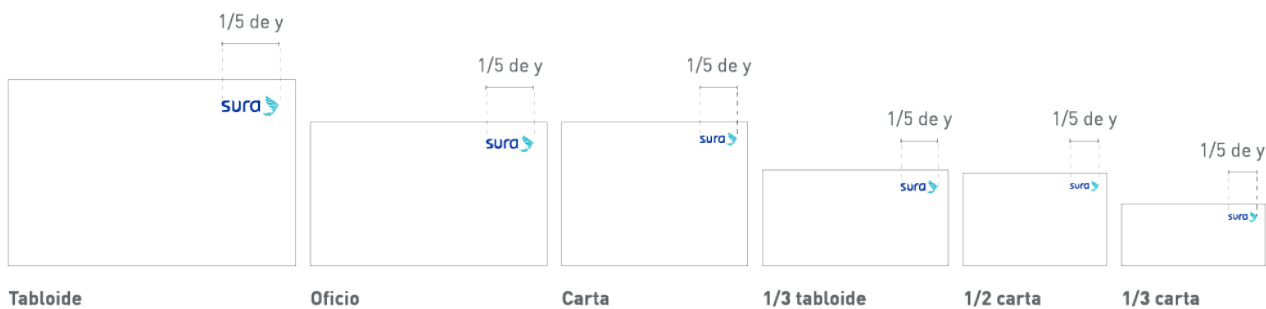 1/5 de y
1/5 de y
1/5 de y
1/5 de y
1/5 de y
1/5 de y
sura
sura
sura
sura
sura
sura
Tabloide
Oficio
Carta
1/3 tabloide
1/2 carta
1/3 carta